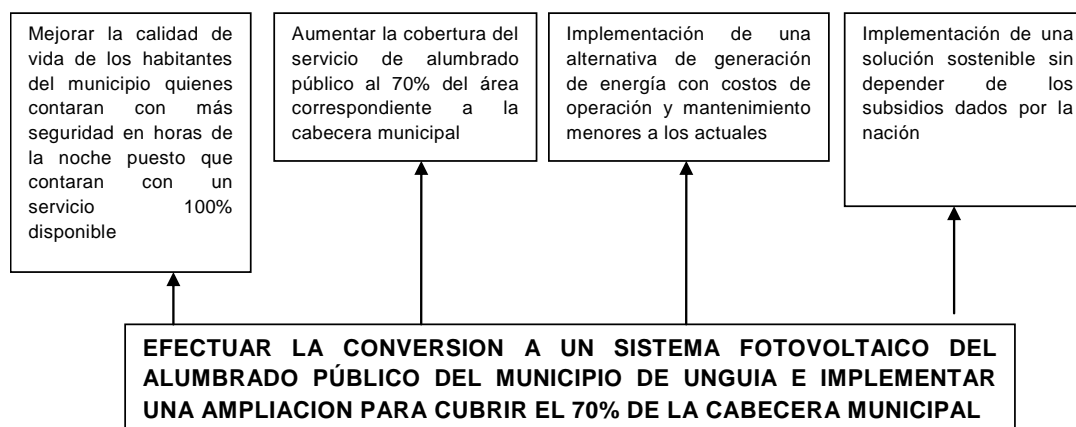 Mejorar la calidad de
vida de los habitantes
del municipio quienes
contaran con más
seguridad en horas de
la noche puesto que
contaran con un
servicio 100%
disponible
Aumentar la cobertura del
servicio de alumbrado
público al 70% del área
correspondiente a la
cabecera municipal
Implementación de una
alternativa de generación
de energía con costos de
operación y mantenimiento
menores a los actuales
Implementación de una
solución sostenible sin
depender de los
subsidios dados por la
nación
EFECTUAR LA CONVERSION A UN SISTEMA FOTOVOLTAICO DEL
ALUMBRADO PÚBLICO DEL MUNICIPIO DE UNGUIA E IMPLEMENTAR
UNA AMPLIACION PARA CUBRIR EL 70% DE LA CABECERA MUNICIPAL